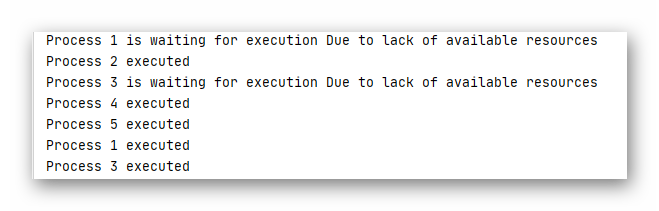 Process 1 is waiting for execution Due to lack of available resources
Process 2 executed
Process 3 is waiting for execution Due to lack of available resources
Process 4 executed
Process 5 executed
Process 1 executed
Process 3 executed